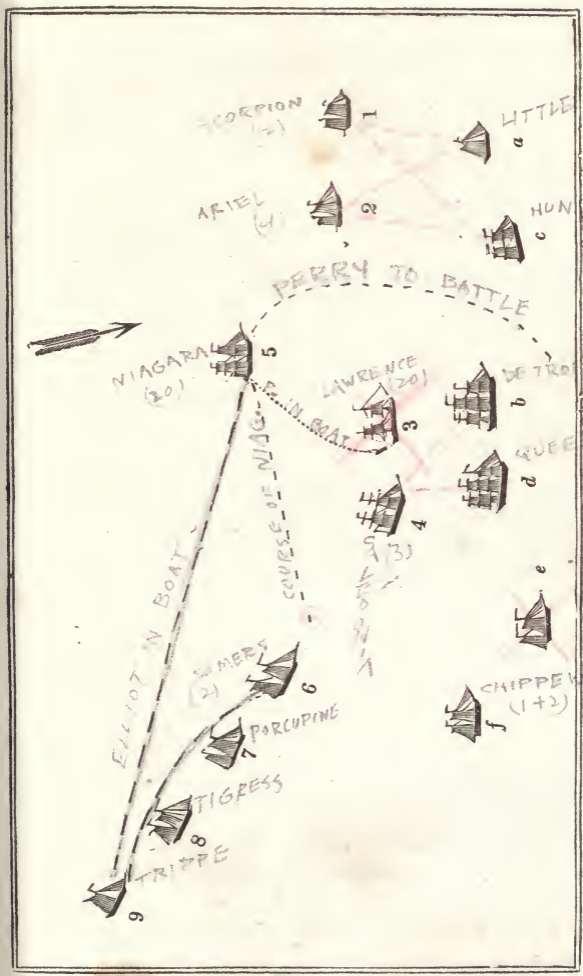 SCORPION
(2)
1
LITTLE
a
ARIEL
(4)
2
HUN
c
PERRY TO BATTLE
NIAGARA
(20)
5
LAWRENCE
(20)
3
IN BOAT
DETRO
b
COURSE OF NIAG.
4
(3)
QUEE
d
ELLIOT IN BOAT
e
SOMERS
(2)
6
CHIPPEW
(1+2)
f
PORCUPINE
7
TIGRESS
8
TRIPPE
9